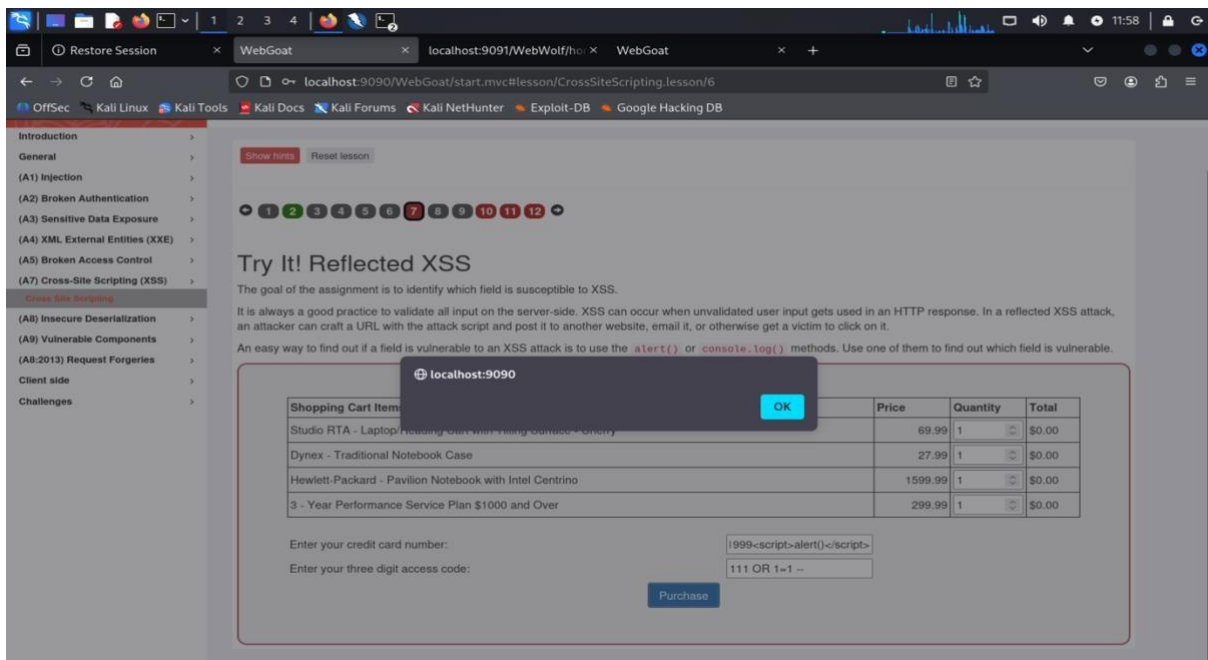 1 2 3 4 11:58
Restore Session WebGoat localhost:9091/WebWolf/ho WebGoat
localhost:9090/WebGoat/start.mvc#lesson/CrossSiteScripting.lesson/6
OffSec Kali Linux Kali Tools Kali Docs Kali Forums Kali NetHunter Exploit-DB Google Hacking DB
Introduction
General
(A1) Injection
(A2) Broken Authentication
(A3) Sensitive Data Exposure
(A4) XML External Entities (XXE)
(A5) Broken Access Control
(A7) Cross-Site Scripting (XSS)
Cross Site Scripting
(A8) Insecure Deserialization
(A9) Vulnerable Components
(A8:2013) Request Forgeries
Client side
Challenges
Show hints Reset lesson
1 2 3 4 5 6 7 8 9 10 11 12
Try It! Reflected XSS
The goal of the assignment is to identify which field is susceptible to XSS.
It is always a good practice to validate all input on the server-side. XSS can occur when unvalidated user input gets used in an HTTP response. In a reflected XSS attack,
an attacker can craft a URL with the attack script and post it to another website, email it, or otherwise get a victim to click on it.
An easy way to find out if a field is vulnerable to an XSS attack is to use the alert() or console.log() methods. Use one of them to find out which field is vulnerable.
localhost:9090
OK
Shopping Cart Item Price Quantity Total
Studio RTA - Laptop/Reading Cart with Tilting Surface - Cherry 69.99 1 $0.00
Dynex - Traditional Notebook Case 27.99 1 $0.00
Hewlett-Packard - Pavilion Notebook with Intel Centrino 1599.99 1 $0.00
3 - Year Performance Service Plan $1000 and Over 299.99 1 $0.00
Enter your credit card number: 999<script>alert()</script>
Enter your three digit access code: 111 OR 1=1 --
Purchase